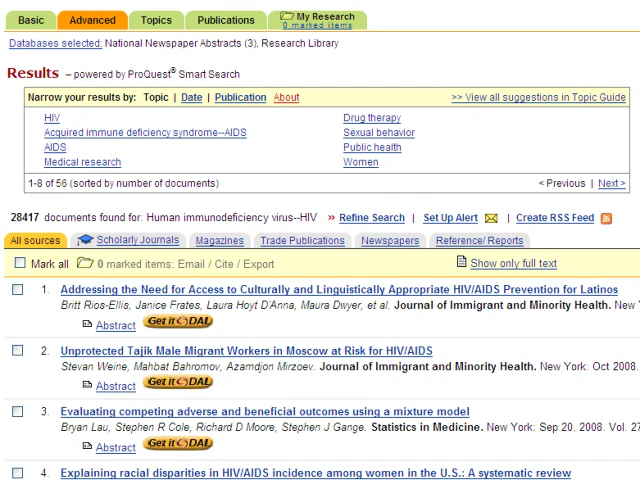 Basic Advanced Topics Publications My Research
0 marked items
Databases selected: National Newspaper Abstracts (3), Research Library
Results – powered by ProQuest® Smart Search
Narrow your results by: Topic | Date | Publication About >> View all suggestions in Topic Guide
HIV Drug therapy
Acquired immune deficiency syndrome--AIDS Sexual behavior
AIDS Public health
Medical research Women
1-8 of 56 (sorted by number of documents) < Previous | Next >
28417 documents found for: Human immunodeficiency virus--HIV » Refine Search | Set Up Alert | Create RSS Feed
All sources Scholarly Journals Magazines Trade Publications Newspapers Reference/ Reports
Mark all 0 marked items: Email / Cite / Export Show only full text
1. Addressing the Need for Access to Culturally and Linguistically Appropriate HIV/AIDS Prevention for Latinos
Britt Rios-Ellis, Janice Frates, Laura Hoyt D'Anna, Maura Dwyer, et al. Journal of Immigrant and Minority Health. New
Abstract Get it @ DAL
2. Unprotected Tajik Male Migrant Workers in Moscow at Risk for HIV/AIDS
Stevan Weine, Mahbat Bahromov, Azamdjon Mirzoev. Journal of Immigrant and Minority Health. New York: Oct 2008.
Abstract Get it @ DAL
3. Evaluating competing adverse and beneficial outcomes using a mixture model
Bryan Lau, Stephen R Cole, Richard D Moore, Stephen J Gange. Statistics in Medicine. New York: Sep 20, 2008. Vol. 27
Abstract Get it @ DAL
4. Explaining racial disparities in HIV/AIDS incidence among women in the U.S.: A systematic review